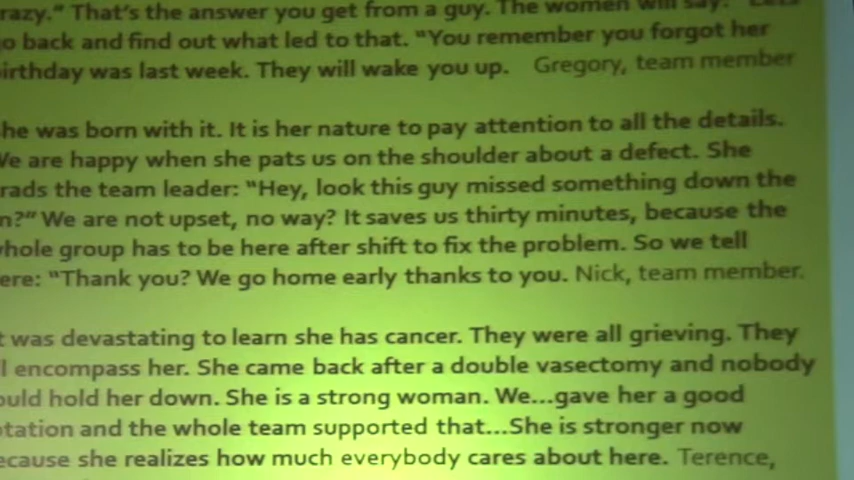 razy.” That’s the answer you get from a guy. The women will say: “Lets
o back and find out what led to that. “You remember you forgot her
irthday was last week. They will wake you up. Gregory, team member
he was born with it. It is her nature to pay attention to all the details.
We are happy when she pats us on the shoulder about a defect. She
rads the team leader: “Hey, look this guy missed something down the
n?” We are not upset, no way? It saves us thirty minutes, because the
whole group has to be here after shift to fix the problem. So we tell
ere: “Thank you? We go home early thanks to you. Nick, team member.
t was devastating to learn she has cancer. They were all grieving. They
l encompass her. She came back after a double vasectomy and nobody
ould hold her down. She is a strong woman. We...gave her a good
otation and the whole team supported that...She is stronger now
ecause she realizes how much everybody cares about here. Terence,